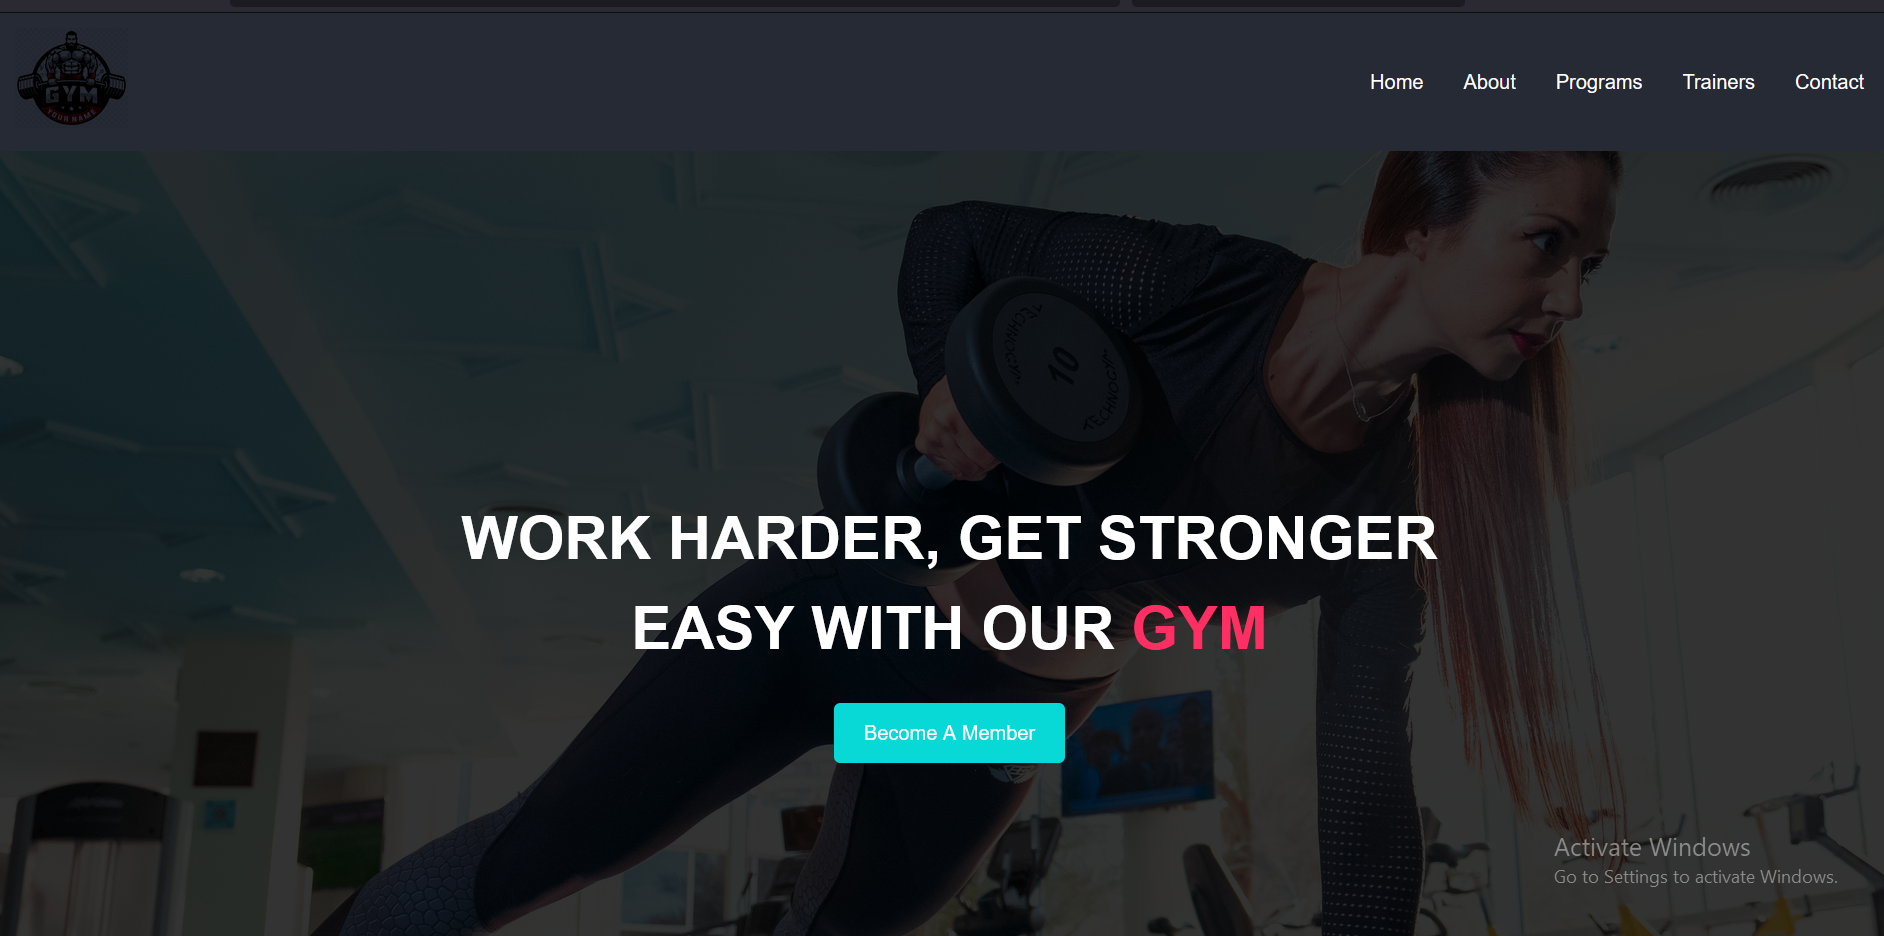 GYM
YOUR NAME
Home About Programs Trainers Contact
10
TECHNOGYM
TECHNOGYM
WORK HARDER, GET STRONGER
EASY WITH OUR GYM
Become A Member
Activate Windows
Go to Settings to activate Windows.